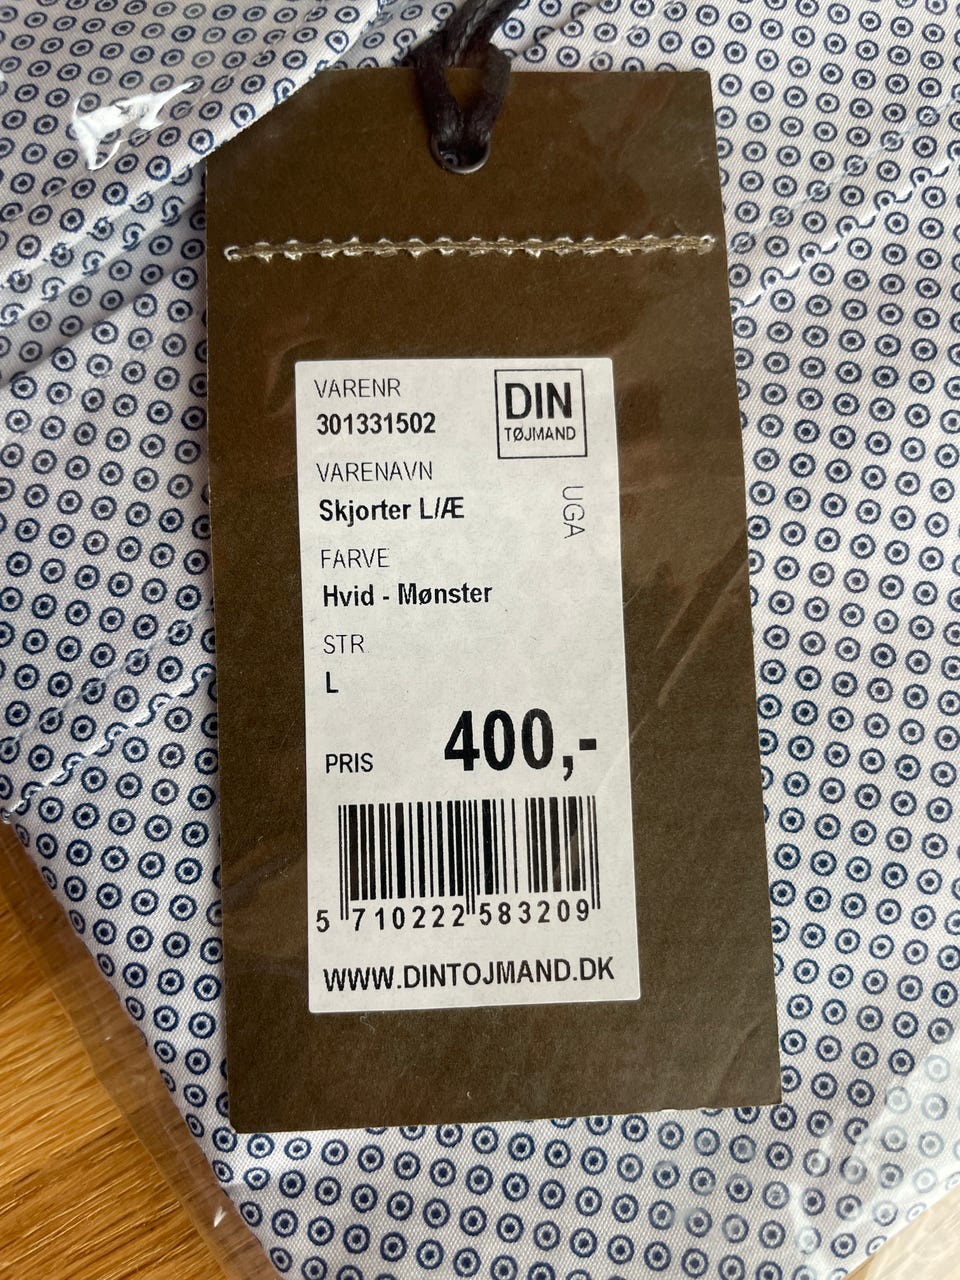 VARENR
301331502
DIN
TØJMAND
VARENAVN
Skjorter L/Æ
UGA
FARVE
Hvid - Mønster
STR
L
PRIS 400,-
5 710222 583209
WWW.DINTOJMAND.DK